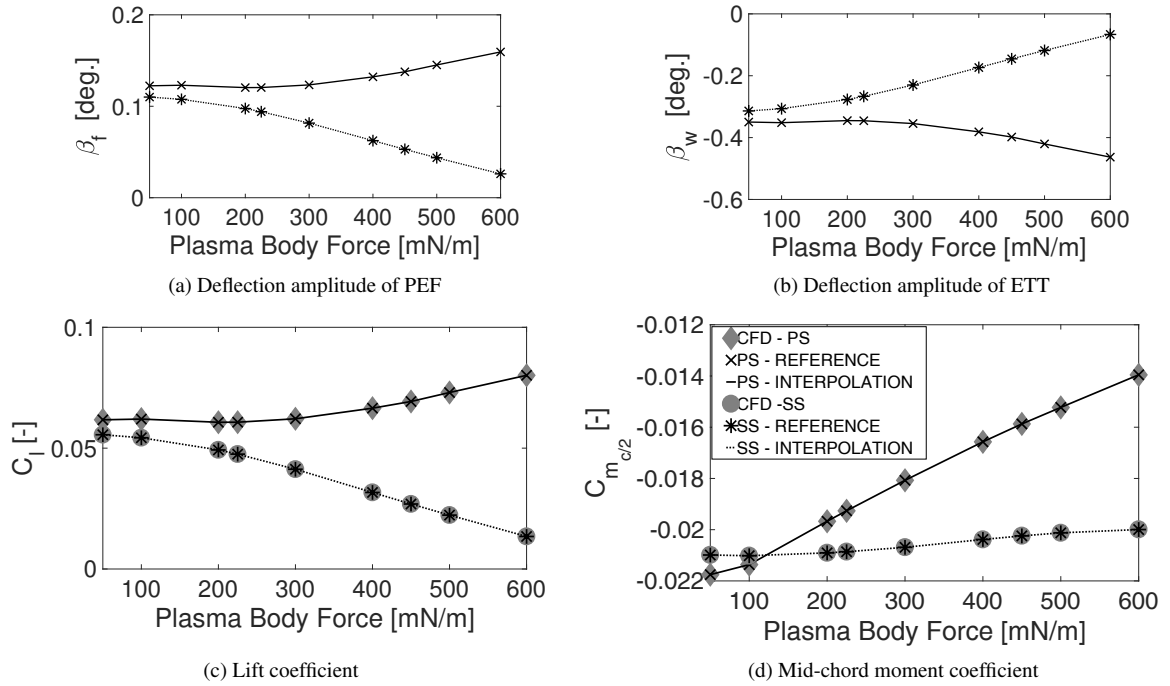 0.2
0.1
0
β_f [deg.]
100 200 300 400 500 600
Plasma Body Force [mN/m]
(a) Deflection amplitude of PEF
0
-0.2
-0.4
-0.6
β_w [deg.]
100 200 300 400 500 600
Plasma Body Force [mN/m]
(b) Deflection amplitude of ETT
0.1
0.05
0
C_l [-]
100 200 300 400 500 600
Plasma Body Force [mN/m]
(c) Lift coefficient
-0.012
-0.014
-0.016
-0.018
-0.02
-0.022
C_m_c/2 [-]
CFD - PS
PS - REFERENCE
PS - INTERPOLATION
CFD -SS
SS - REFERENCE
SS - INTERPOLATION
100 200 300 400 500 600
Plasma Body Force [mN/m]
(d) Mid-chord moment coefficient